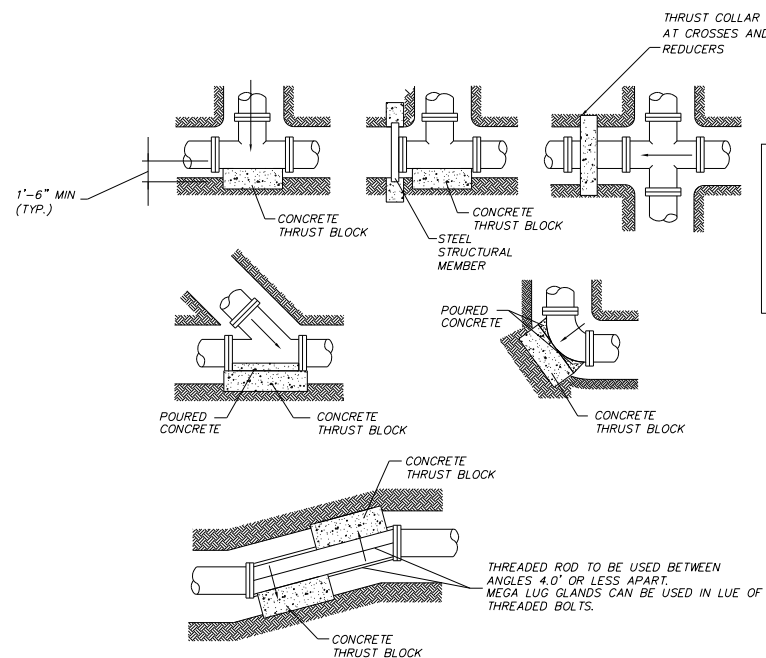 THRUST COLLAR
AT CROSSES AND
REDUCERS
1'-6" MIN
(TYP.)
CONCRETE
THRUST BLOCK
STEEL
STRUCTURAL
MEMBER
CONCRETE
THRUST BLOCK
POURED
CONCRETE
CONCRETE
THRUST BLOCK
POURED
CONCRETE
CONCRETE
THRUST BLOCK
CONCRETE
THRUST BLOCK
THREADED ROD TO BE USED BETWEEN
ANGLES 4.0' OR LESS APART.
MEGA LUG GLANDS CAN BE USED IN LUE OF
THREADED BOLTS.
CONCRETE
THRUST BLOCK